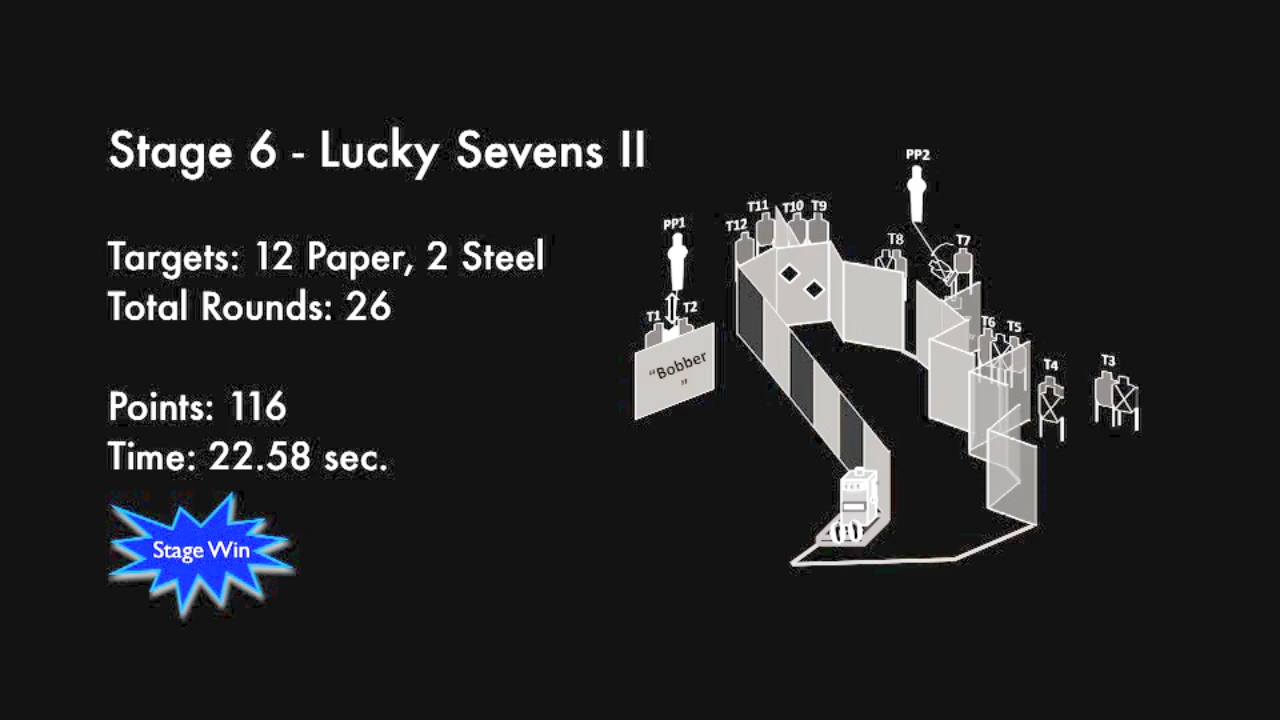 Stage 6 - Lucky Sevens II
Targets: 12 Paper, 2 Steel
Total Rounds: 26
Points: 116
Time: 22.58 sec.
Stage Win
PP2
T11
T10
T9
PP1
T12
T8
T7
T1
T2
T6
T5
"Bobber
"
T4
T3